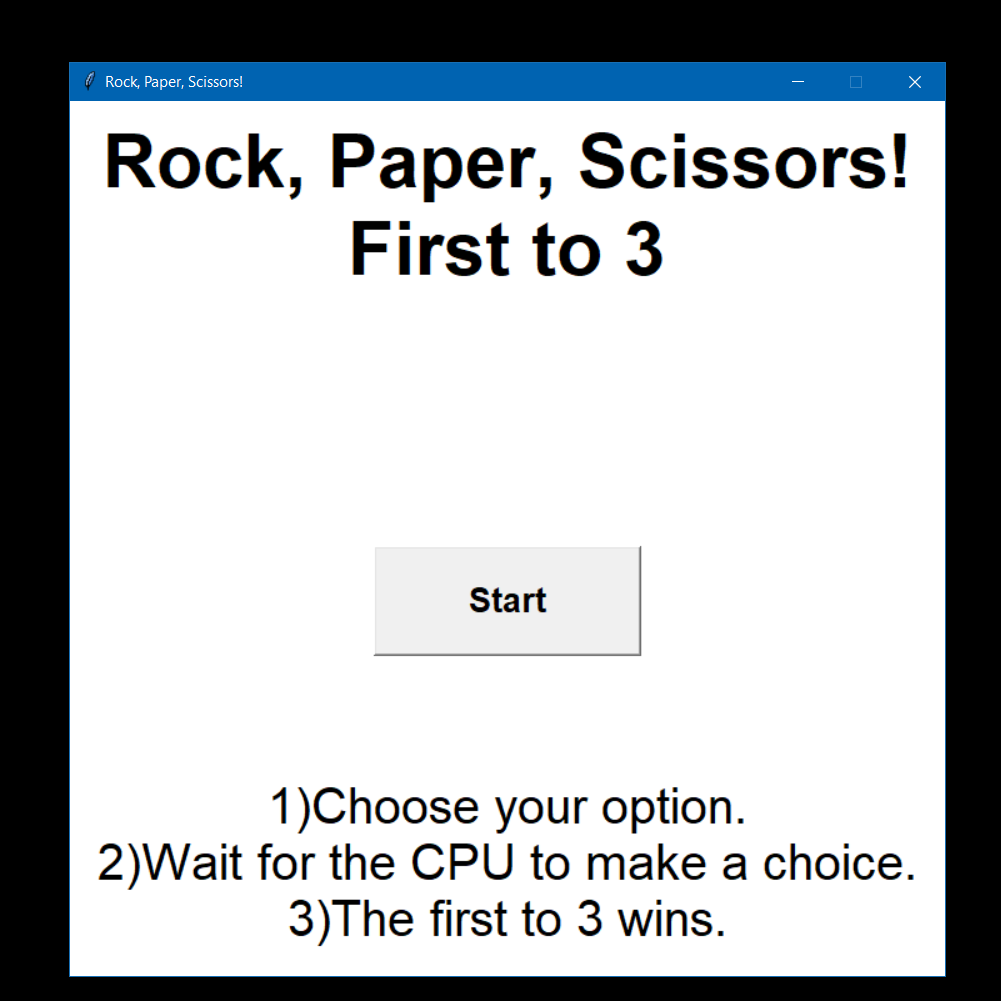 Rock, Paper, Scissors!
Rock, Paper, Scissors!
First to 3
Start
1)Choose your option.
2)Wait for the CPU to make a choice.
3)The first to 3 wins.